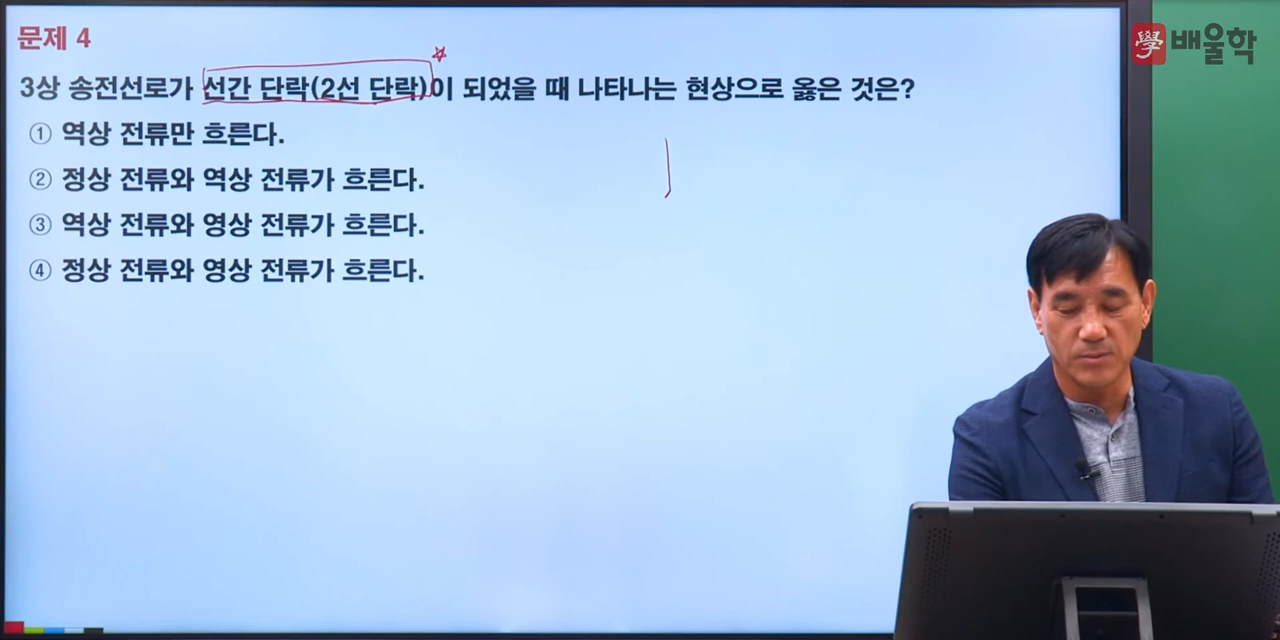 문제 4
學 배울학
3상 송전선로가 선간 단락(2선 단락)이 되었을 때 나타나는 현상으로 옳은 것은?
① 역상 전류만 흐른다.
② 정상 전류와 역상 전류가 흐른다.
③ 역상 전류와 영상 전류가 흐른다.
④ 정상 전류와 영상 전류가 흐른다.